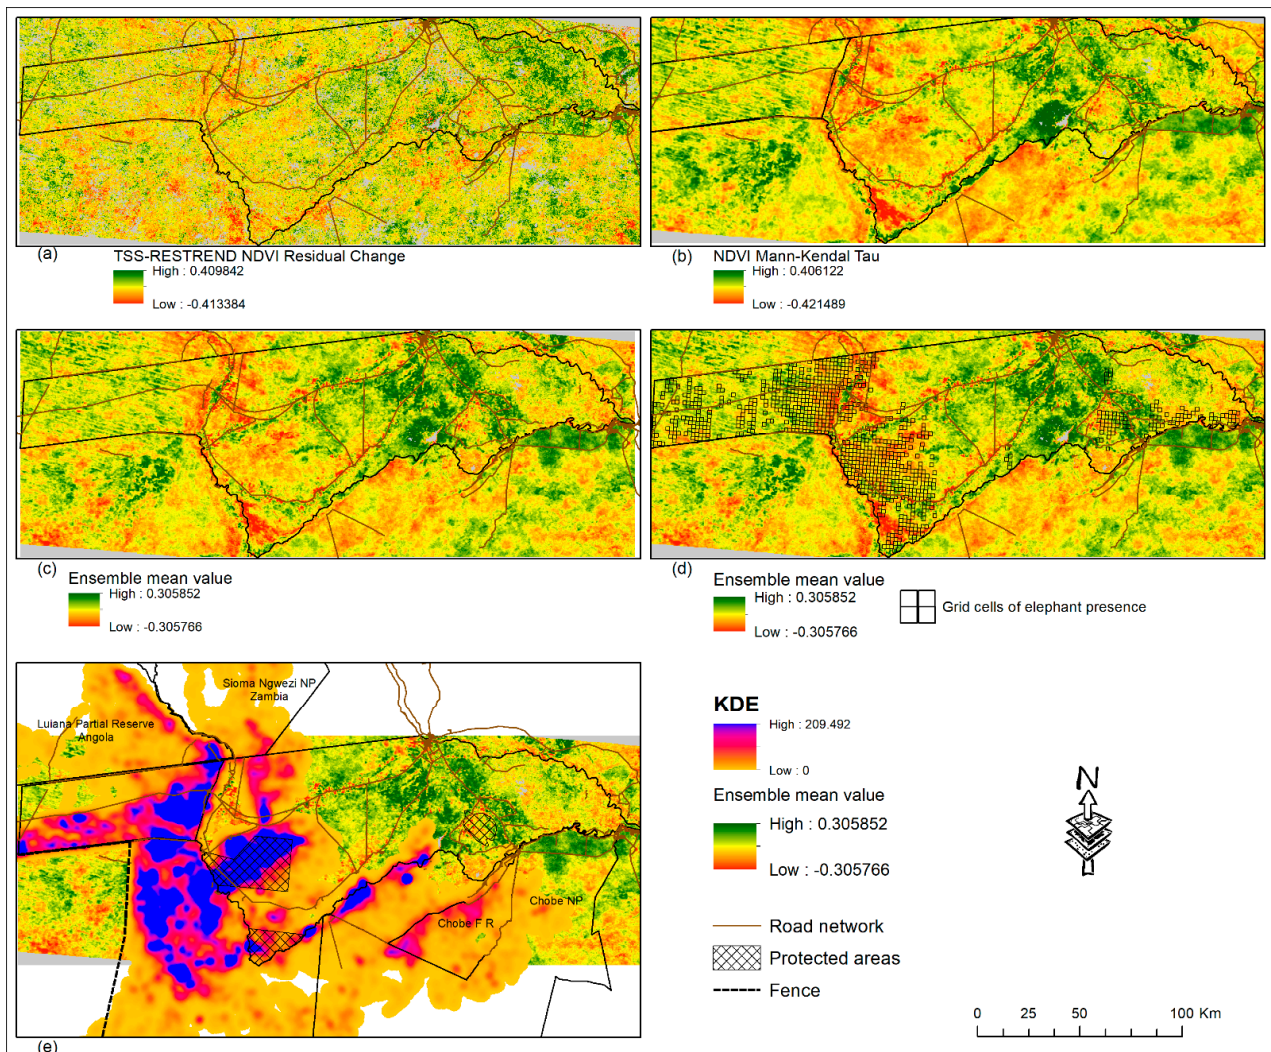 (a)
TSS-RESTREND NDVI Residual Change
High : 0.409842
Low : -0.413384
(b)
NDVI Mann-Kendal Tau
High : 0.406122
Low : -0.421489
(c)
Ensemble mean value
High : 0.305852
Low : -0.305766
(d)
Ensemble mean value
High : 0.305852
Low : -0.305766
Grid cells of elephant presence
Sioma Ngwezi NP
Zambia
Luiana Partial Reserve
Angola
Chobe NP
Chobe F R
(e)
KDE
High : 209.492
Low : 0
Ensemble mean value
High : 0.305852
Low : -0.305766
Road network
Protected areas
Fence
N
0 25 50 75 100 Km